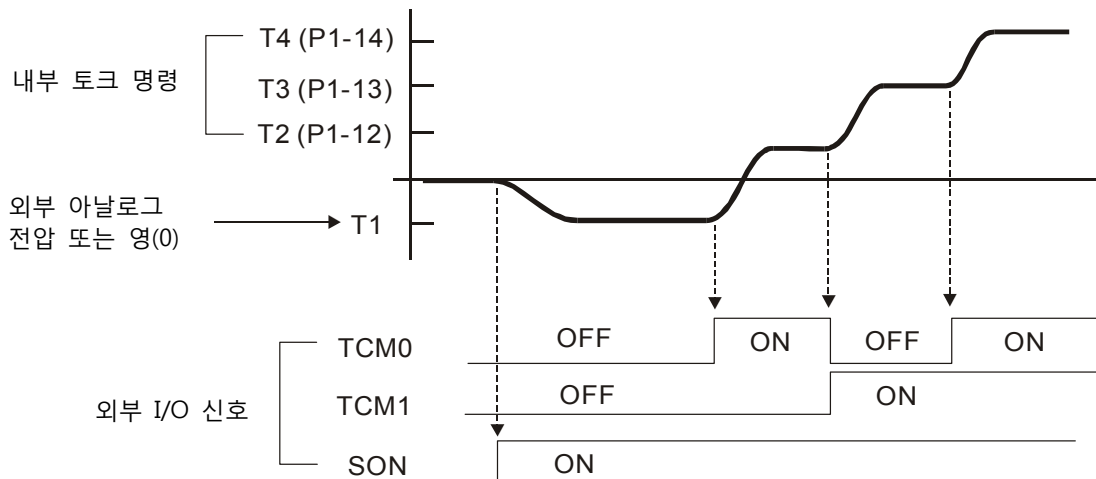 T4 (P1-14)
내부 토크 명령
T3 (P1-13)
T2 (P1-12)
외부 아날로그
전압 또는 영(0)
T1
TCM0
OFF
ON
OFF
ON
외부 I/O 신호
TCM1
OFF
ON
SON
ON